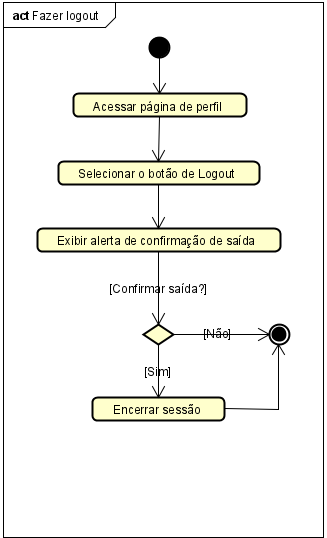 act Fazer logout
Acessar página de perfil
Selecionar o botão de Logout
Exibir alerta de confirmação de saída
[Confirmar saída?]
[Não]
[Sim]
Encerrar sessão